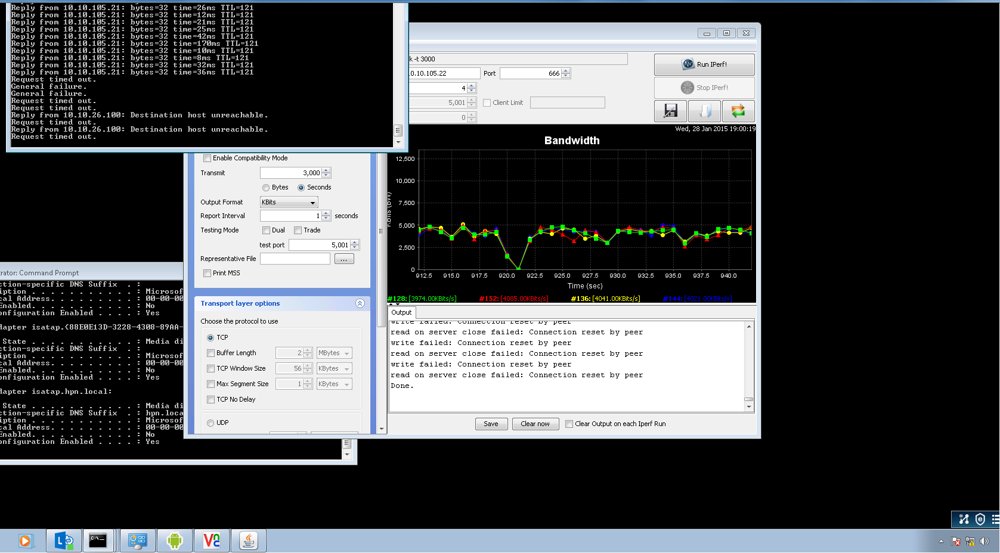 Reply from 10.10.105.21: bytes=32 time=26ms TTL=121
Reply from 10.10.105.21: bytes=32 time=12ms TTL=121
Reply from 10.10.105.21: bytes=32 time=21ms TTL=121
Reply from 10.10.105.21: bytes=32 time=25ms TTL=121
Reply from 10.10.105.21: bytes=32 time=42ms TTL=121
Reply from 10.10.105.21: bytes=32 time=170ms TTL=121
Reply from 10.10.105.21: bytes=32 time=10ms TTL=121
Reply from 10.10.105.21: bytes=32 time=8ms TTL=121
Reply from 10.10.105.21: bytes=32 time=32ms TTL=121
Reply from 10.10.105.21: bytes=32 time=36ms TTL=121
Request timed out.
General failure.
General failure.
Request timed out.
Request timed out.
Reply from 10.10.26.100: Destination host unreachable.
Request timed out.
Reply from 10.10.26.100: Destination host unreachable.
Request timed out.
k -t 3000
.0.10.105.22 Port 666
4
5,001 Client Limit
0
Run IPerf!
Stop IPerf!
Wed, 28 Jan 2015 19:00:19
Bandwidth
12,500
10,000
7,500
5,000
2,500
0
KBits (BW)
912.5 915.0 917.5 920.0 922.5 925.0 927.5 930.0 932.5 935.0 937.5 940.0
Time (sec)
#128: [3974.00KBits/s] #152: [4085.00KBits/s] #136: [4041.00KBits/s] #144: [4021.00KBits/s]
Enable Compatibility Mode
Transmit 3,000
Bytes Seconds
Output Format KBits
Report Interval 1 seconds
Testing Mode Dual Trade
test port 5,001
Representative File ...
Print MSS
Transport layer options
Choose the protocol to use
TCP
Buffer Length 2 MBytes
TCP Window Size 56 KBytes
Max Segment Size 1 KBytes
TCP No Delay
UDP
Output
write failed: Connection reset by peer
read on server close failed: Connection reset by peer
write failed: Connection reset by peer
read on server close failed: Connection reset by peer
write failed: Connection reset by peer
read on server close failed: Connection reset by peer
Done.
Save Clear now Clear Output on each Iperf Run
rator: Command Prompt
ction-specific DNS Suffix . :
iption . . . . . . . . . . . : Microsof
cal Address. . . . . . . . . : 00-00-00
Enabled. . . . . . . . . . . : No
onfiguration Enabled . . . . : Yes
dapter isatap.{88E0E13D-3228-4308-89AA-
State . . . . . . . . . . . : Media di
ction-specific DNS Suffix . :
iption . . . . . . . . . . . : Microsof
cal Address. . . . . . . . . : 00-00-00
Enabled. . . . . . . . . . . : No
onfiguration Enabled . . . . : Yes
dapter isatap.hpn.local:
State . . . . . . . . . . . : Media di
ction-specific DNS Suffix . : hpn.loca
iption . . . . . . . . . . . : Microsof
cal Address. . . . . . . . . : 00-00-00
Enabled. . . . . . . . . . . : No
onfiguration Enabled . . . . : Yes